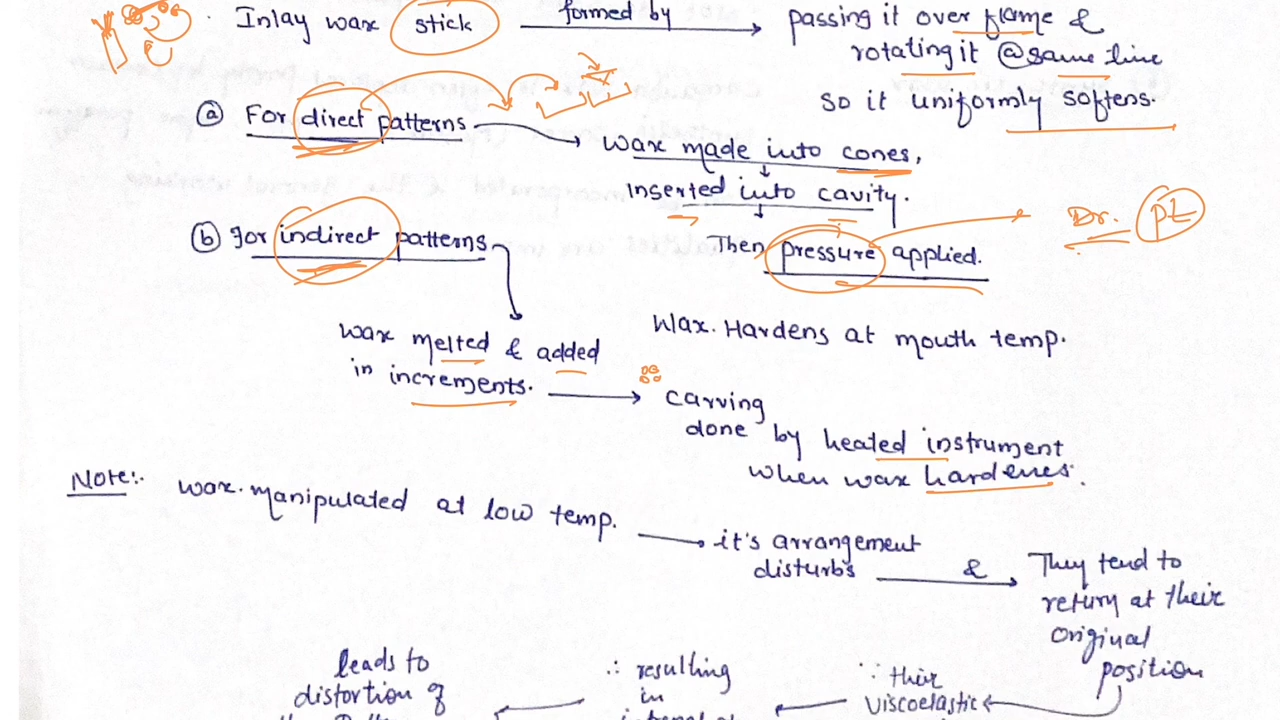 Inlay wax stick formed by passing it over flame &
rotating it @same time
so it uniformly softens.
(a) For direct patterns
wax made into cones,
Inserted into cavity.
Dr. pt
(b) for indirect patterns
Then pressure applied.
Wax melted & added
in increments.
Wax. Hardens at mouth temp.
carving
done by heated instrument
when wax hardenes.
Note:- wax.manipulated at low temp.
it's arrangement
disturbs
& They tend to
return at their
original
position
∵ their
viscoelastic
∴ resulting
in
leads to
distortion of